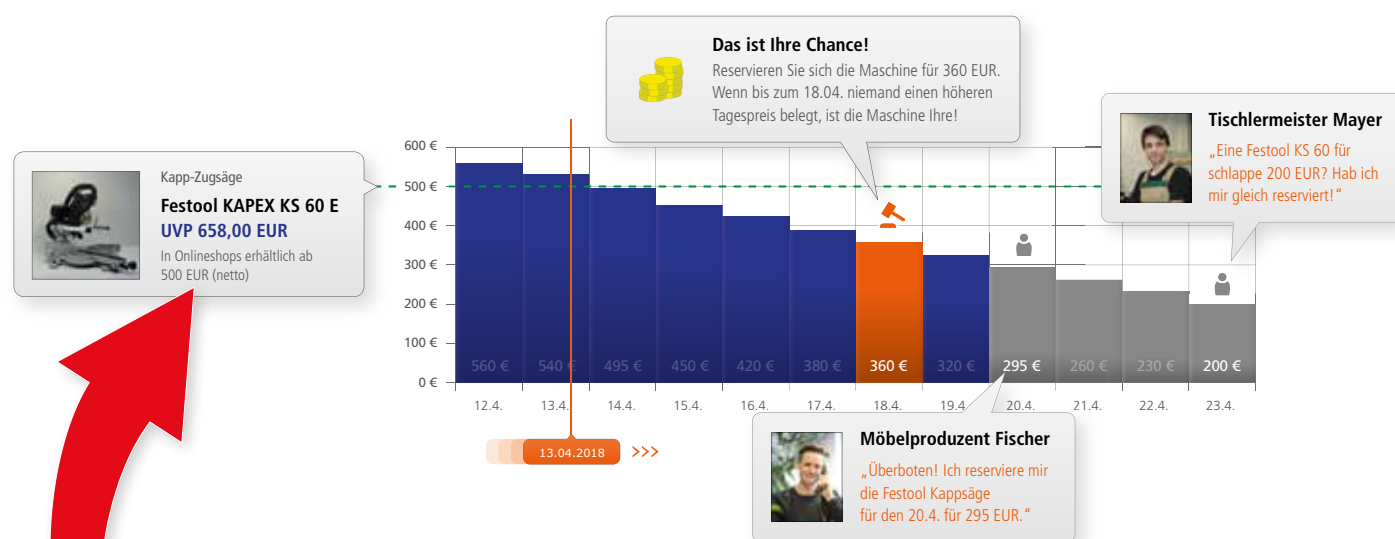 Das ist Ihre Chance!
Reservieren Sie sich die Maschine für 360 EUR.
Wenn bis zum 18.04. niemand einen höheren
Tagespreis belegt, ist die Maschine Ihre!
Tischlermeister Mayer
„Eine Festool KS 60 für
schlappe 200 EUR? Hab ich
mir gleich reserviert!“
Kapp-Zugsäge
Festool KAPEX KS 60 E
UVP 658,00 EUR
In Onlineshops erhältlich ab
500 EUR (netto)
600 €
500 €
400 €
300 €
200 €
100 €
0 €
560 € 540 € 495 € 450 € 420 € 380 € 360 € 320 € 295 € 260 € 230 € 200 €
12.4. 13.4. 14.4. 15.4. 16.4. 17.4. 18.4. 19.4. 20.4. 21.4. 22.4. 23.4.
13.04.2018 >>>
Möbelproduzent Fischer
„Überboten! Ich reserviere mir
die Festool Kappsäge
für den 20.4. für 295 EUR.“